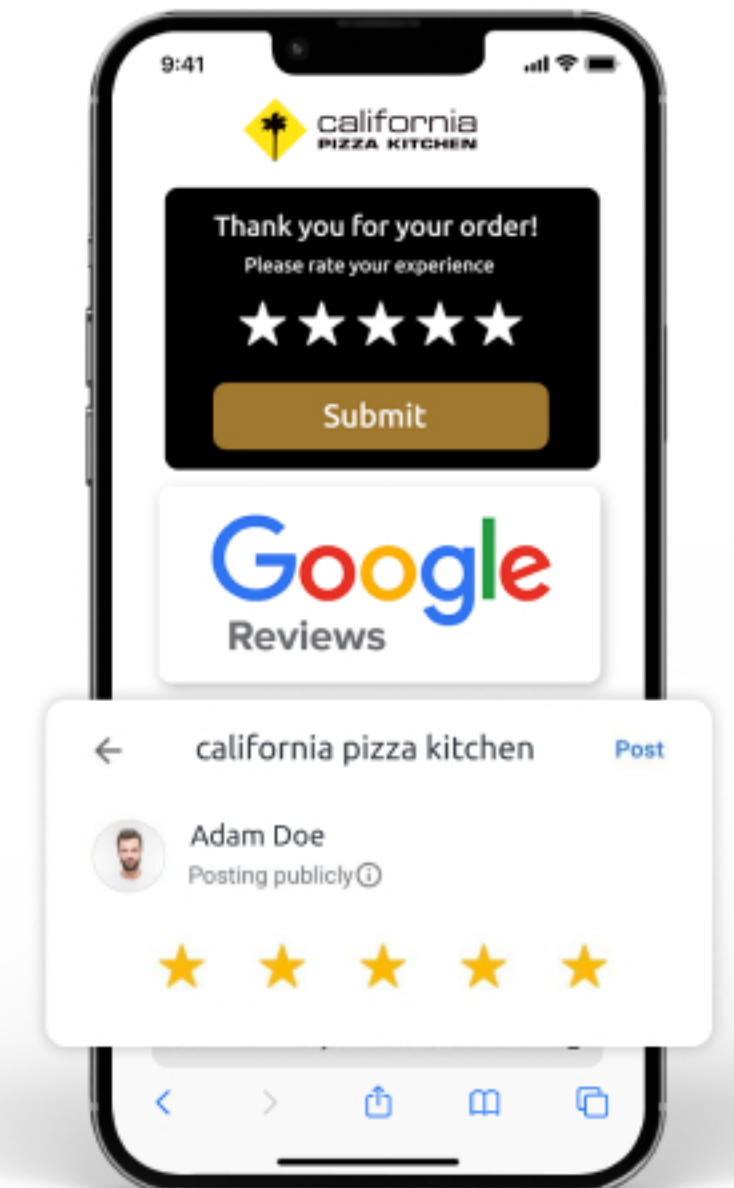 9:41
california
PIZZA KITCHEN
Thank you for your order!
Please rate your experience
Submit
Google
Reviews
california pizza kitchen Post
Adam Doe
Posting publicly